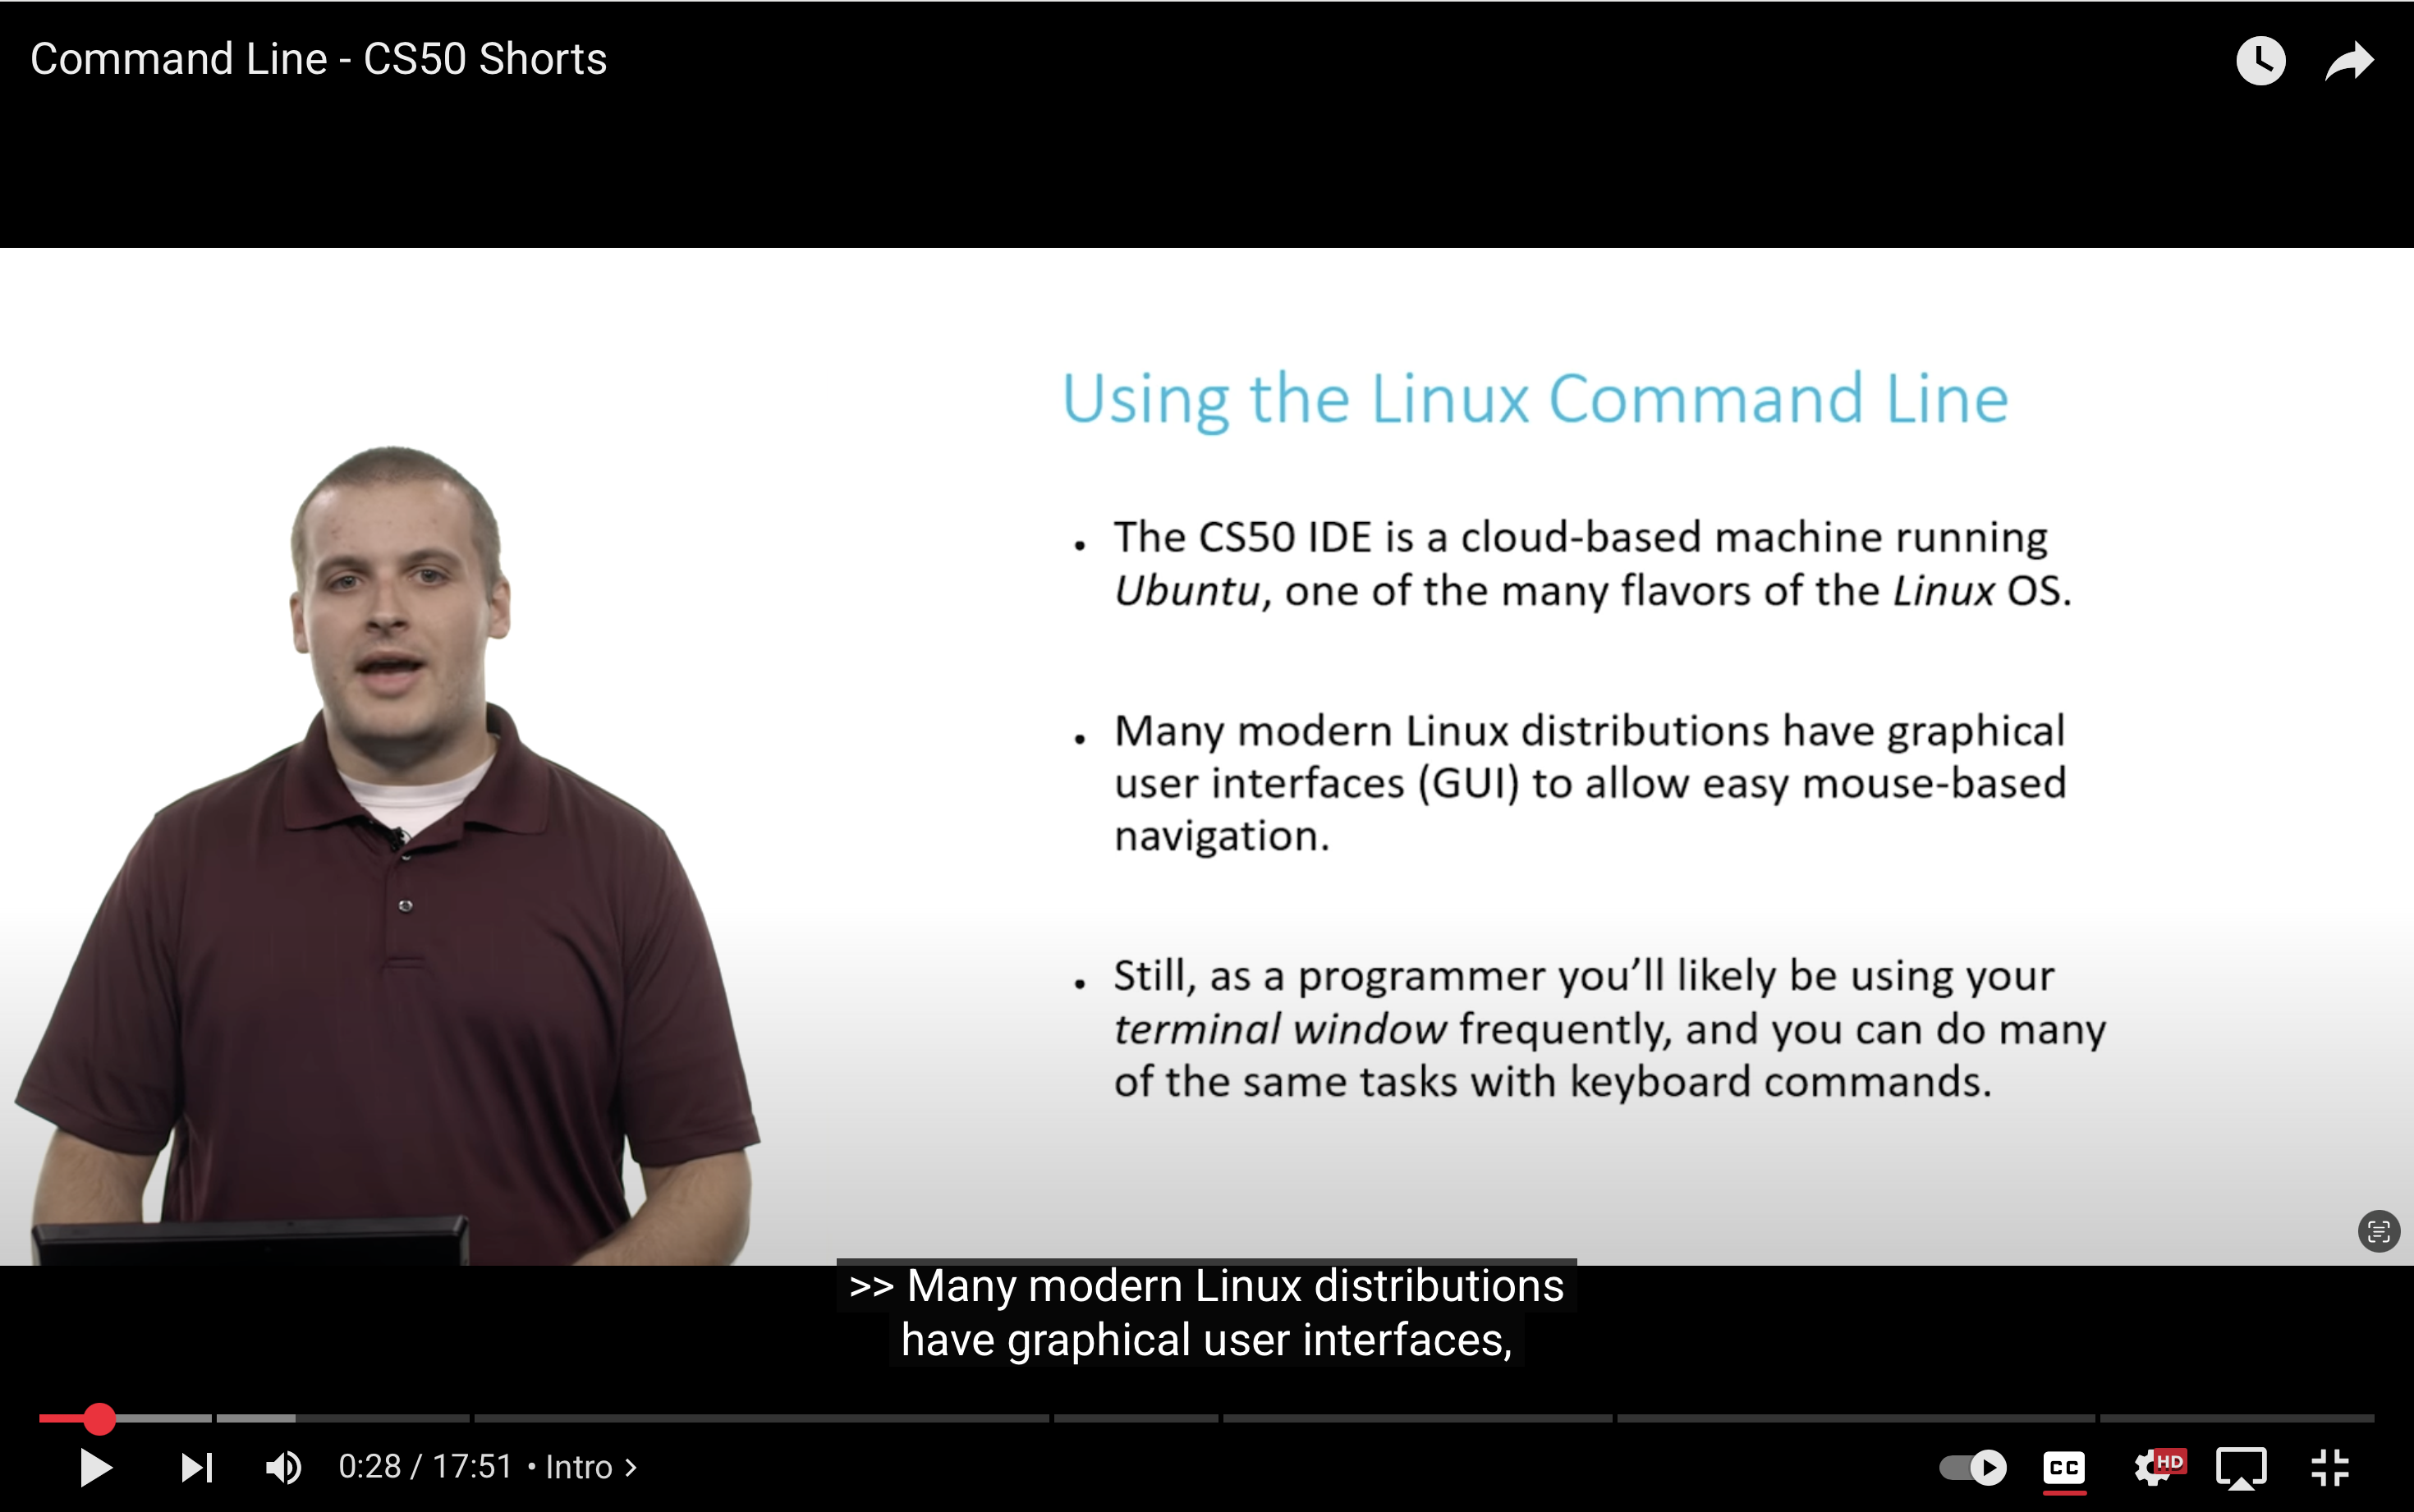 Command Line - CS50 Shorts
Using the Linux Command Line
• The CS50 IDE is a cloud-based machine running
Ubuntu, one of the many flavors of the Linux OS.
• Many modern Linux distributions have graphical
user interfaces (GUI) to allow easy mouse-based
navigation.
• Still, as a programmer you’ll likely be using your
terminal window frequently, and you can do many
of the same tasks with keyboard commands.
>> Many modern Linux distributions
have graphical user interfaces,
0:28 / 17:51 • Intro >
CC
HD